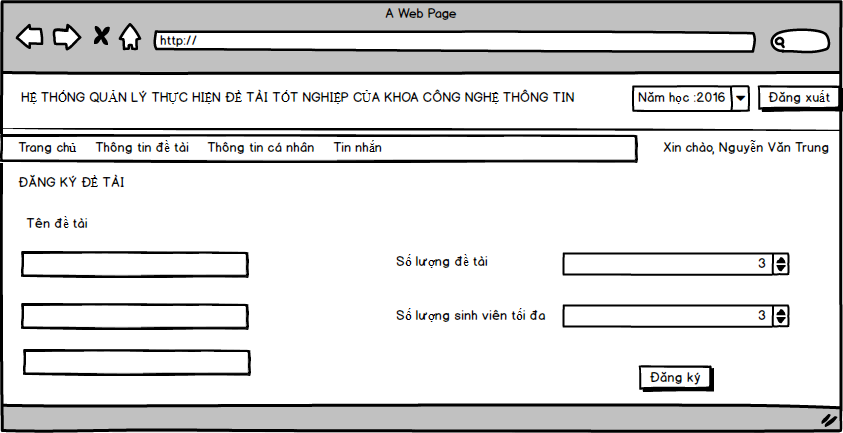 A Web Page
http://
HỆ THỐNG QUẢN LÝ THỰC HIỆN ĐỀ TÀI TỐT NGHIỆP CỦA KHOA CÔNG NGHỆ THÔNG TIN
Năm học :2016
Đăng xuất
Trang chủ Thông tin đề tài Thông tin cá nhân Tin nhắn
Xin chào, Nguyễn Văn Trung
ĐĂNG KÝ ĐỀ TÀI
Tên đề tài
Số lượng đề tài 3
Số lượng sinh viên tối đa 3
Đăng ký